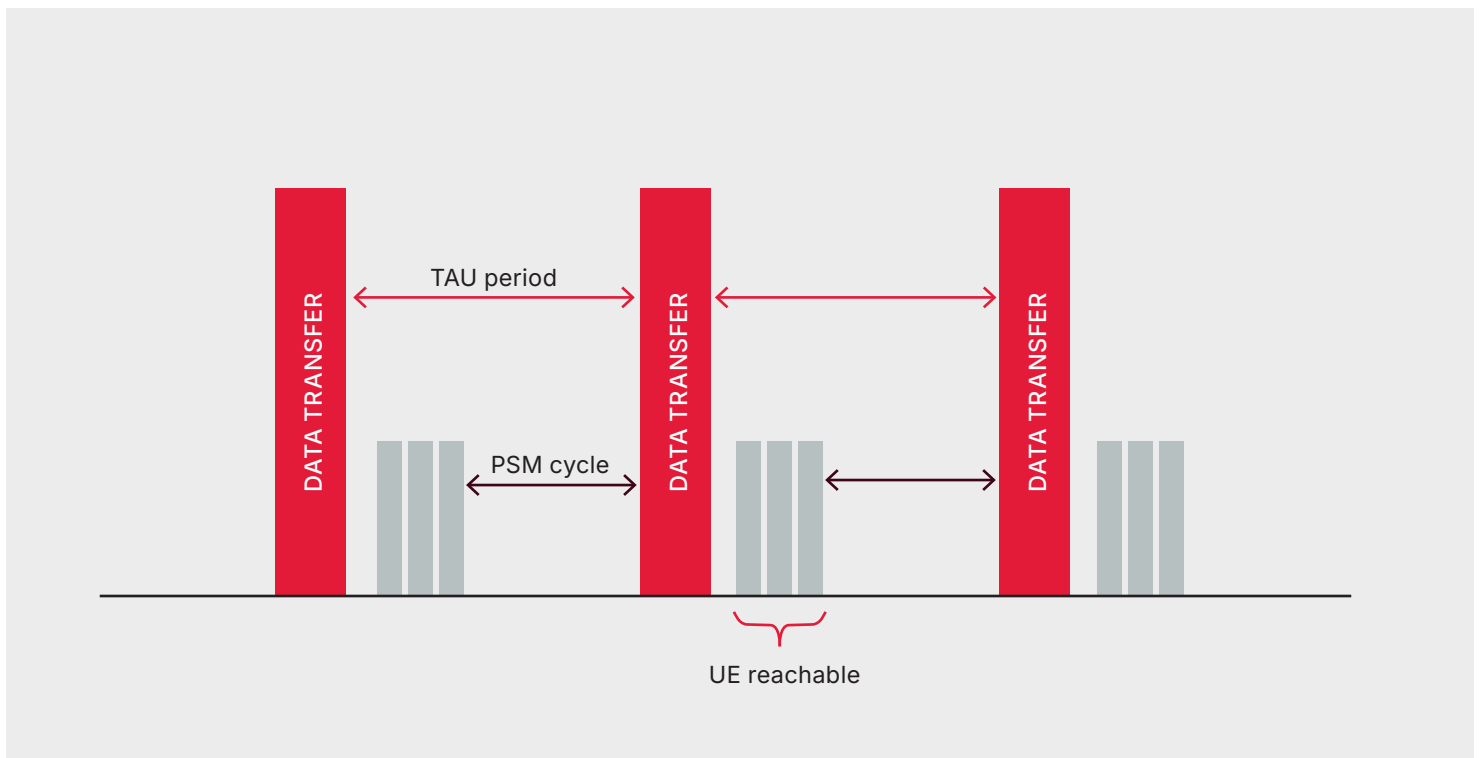 TAU period
DATA TRANSFER
DATA TRANSFER
DATA TRANSFER
PSM cycle
UE reachable